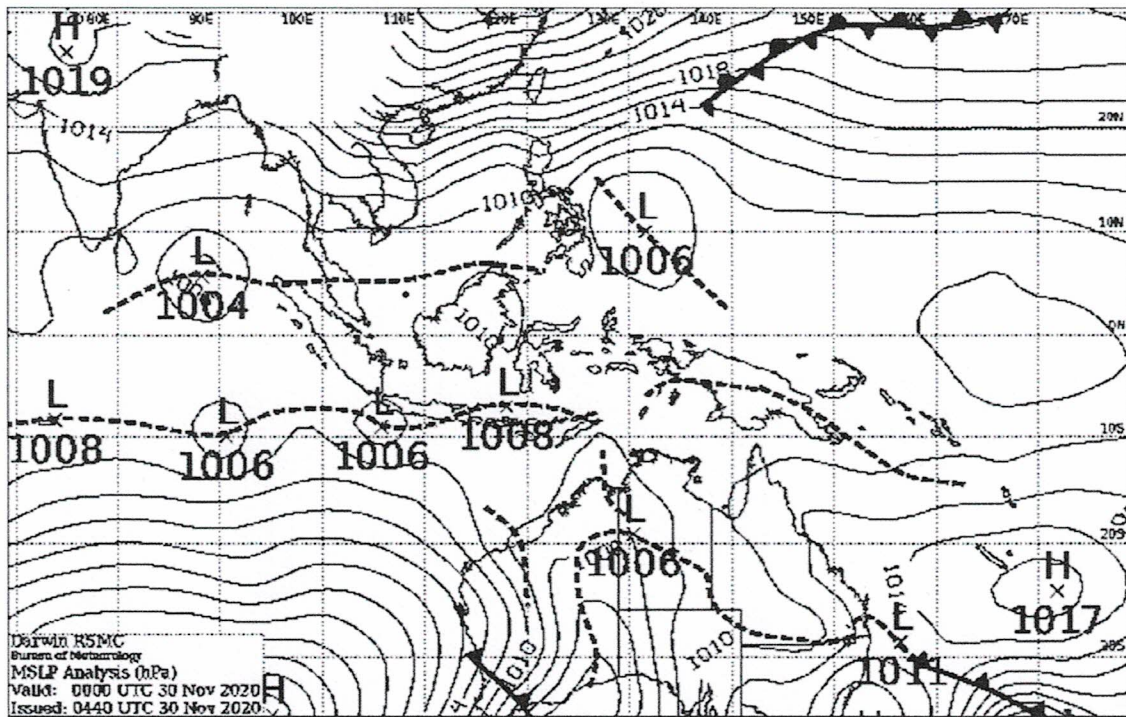 80E 90E 100E 110E 120E 130E 140E 150E 160E 170E
H
1019
1020
1018
1014
1014
20N
1010
L
1006
10N
L
1004
1010
0N
L
1008
L
1006
L
1006
L
1008
10S
L
1006
20S
H
1017
101
L
1011
1010
1010
H
Darwin RSMC
Bureau of Meteorology
MSLP Analysis (hPa)
Valid: 0000 UTC 30 Nov 2020
Issued: 0440 UTC 30 Nov 2020